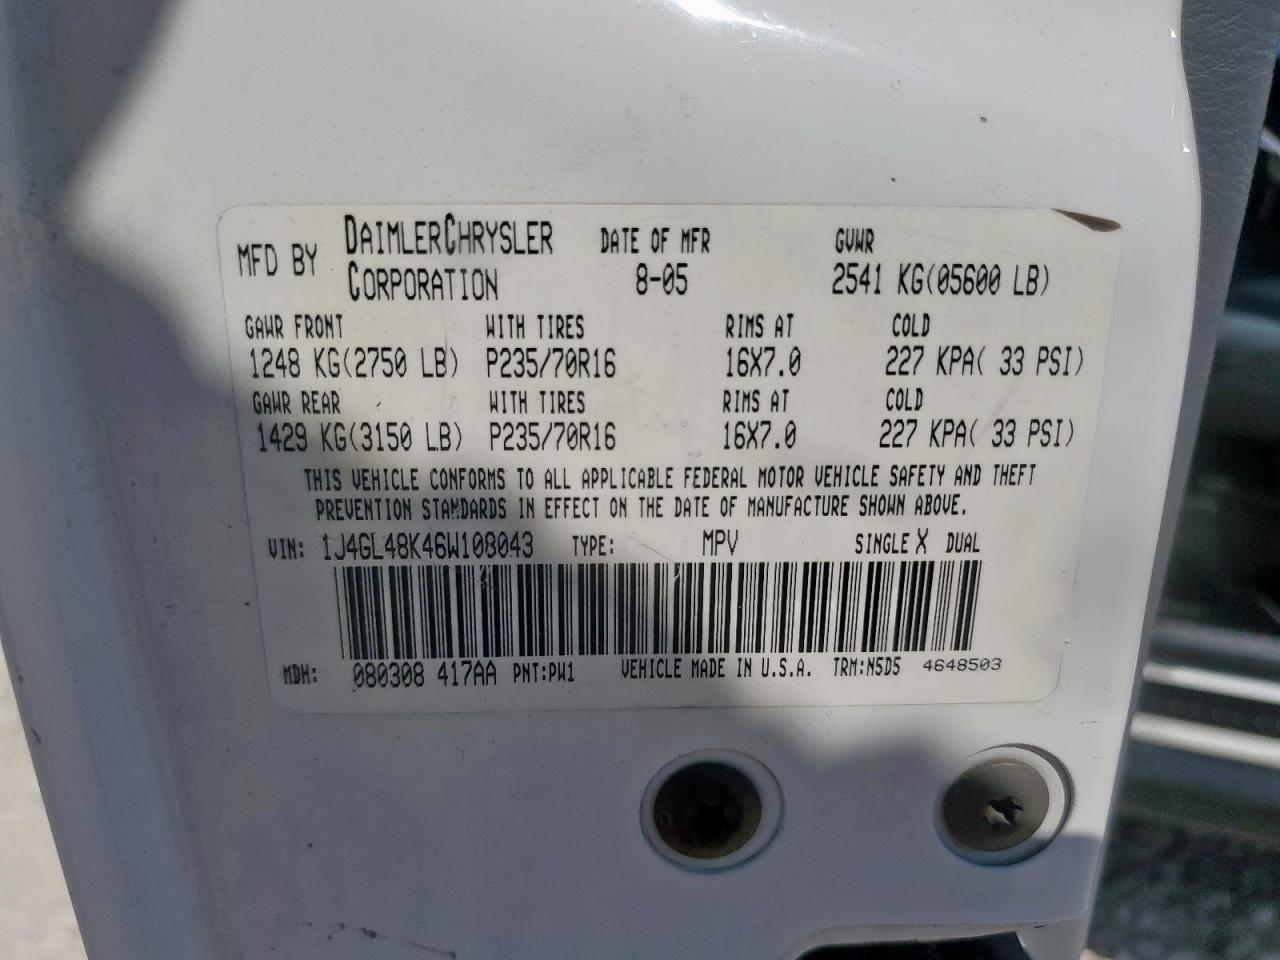 MFD BY DAIMLERCHRYSLER CORPORATION DATE OF MFR 8-05 GVWR 2541 KG(05600 LB)
GAWR FRONT WITH TIRES RIMS AT COLD
1248 KG(2750 LB) P235/70R16 16X7.0 227 KPA( 33 PSI)
GAWR REAR WITH TIRES RIMS AT COLD
1429 KG(3150 LB) P235/70R16 16X7.0 227 KPA( 33 PSI)
THIS VEHICLE CONFORMS TO ALL APPLICABLE FEDERAL MOTOR VEHICLE SAFETY AND THEFT
PREVENTION STANDARDS IN EFFECT ON THE DATE OF MANUFACTURE SHOWN ABOVE.
VIN: 1J4GL48K46W108043 TYPE: MPV SINGLE X DUAL
MDH: 080308 417AA PNT:PW1 VEHICLE MADE IN U.S.A. TRM:N5D5 4648503